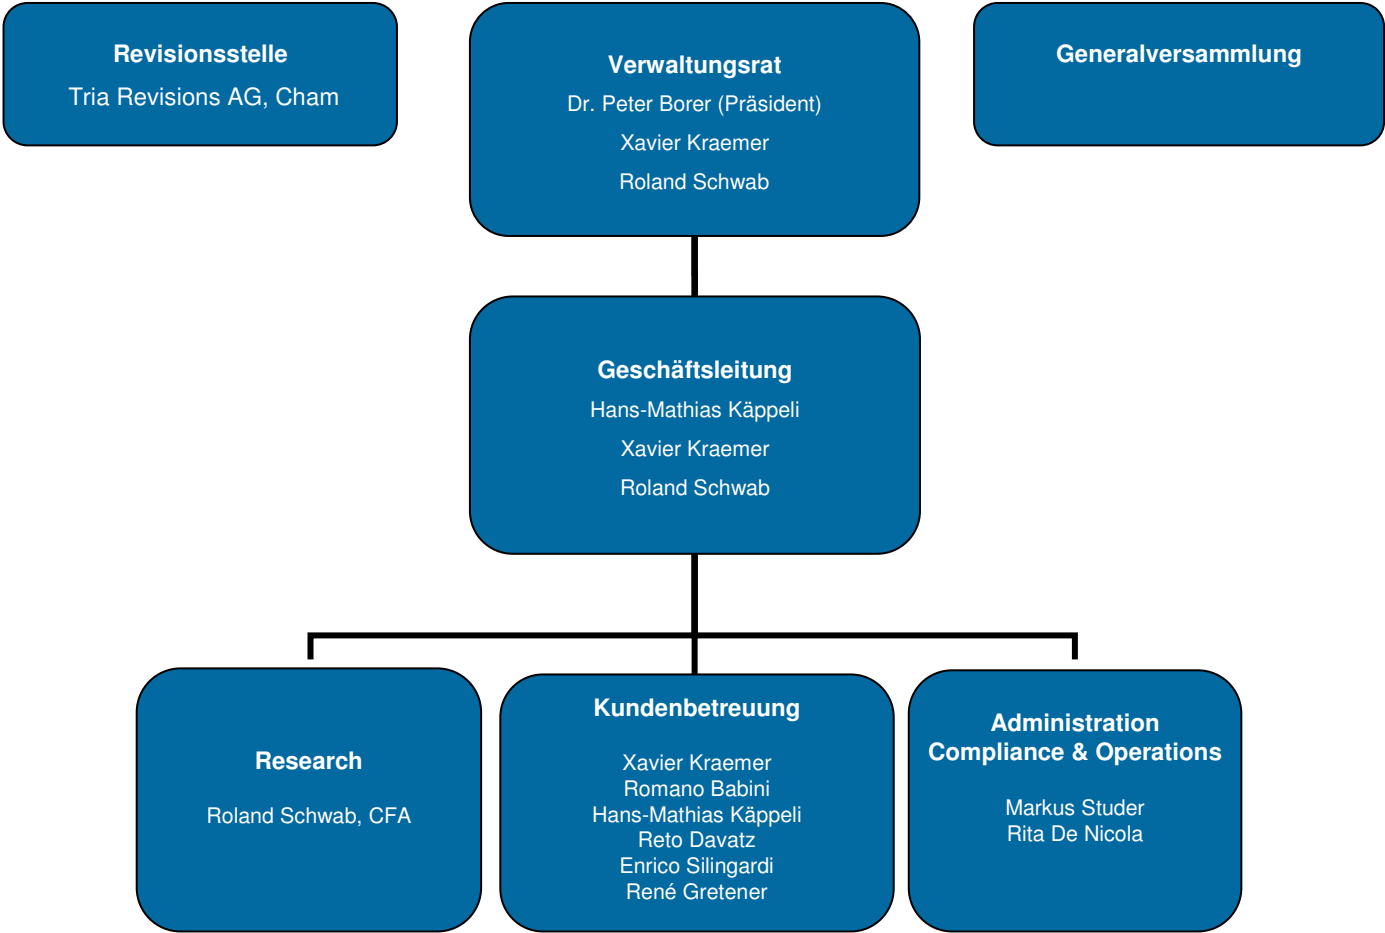 Revisionsstelle
Tria Revisions AG, Cham
Verwaltungsrat
Dr. Peter Borer (Präsident)
Xavier Kraemer
Roland Schwab
Generalversammlung
Geschäftsleitung
Hans-Mathias Käppeli
Xavier Kraemer
Roland Schwab
Research
Roland Schwab, CFA
Kundenbetreuung
Xavier Kraemer
Romano Babini
Hans-Mathias Käppeli
Reto Davatz
Enrico Silingardi
René Gretener
Administration
Compliance & Operations
Markus Studer
Rita De Nicola